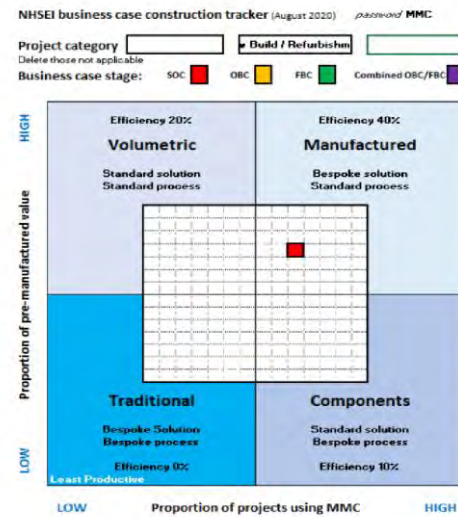 NHSEI business case construction tracker (August 2020) password MMC
Project category Build / Refurbishm
Delete those not applicable
Business case stage: SOC OBC FBC Combined OBC/FBC
HIGH
Efficiency 20% Efficiency 40%
Volumetric Manufactured
Standard solution Bespoke solution
Standard process Standard process
Proportion of pre-manufactured value
Traditional Components
Bespoke Solution Standard solution
Bespoke process Bespoke process
Efficiency 0% Efficiency 10%
LOW
Least Productive
LOW Proportion of projects using MMC HIGH